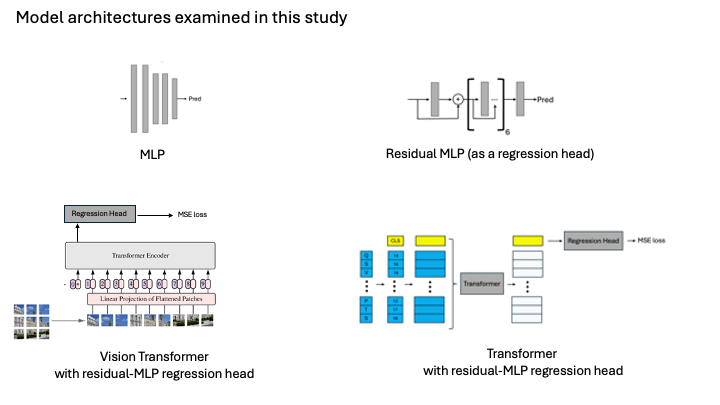 Model architectures examined in this study
Pred
MLP
Pred
6
Residual MLP (as a regression head)
Regression Head
MSE loss
Transformer Encoder
Linear Projection of Flattened Patches
Vision Transformer
with residual-MLP regression head
CLS
Q
S
V
P
T
S
Transformer
Regression Head
MSE loss
Transformer
with residual-MLP regression head